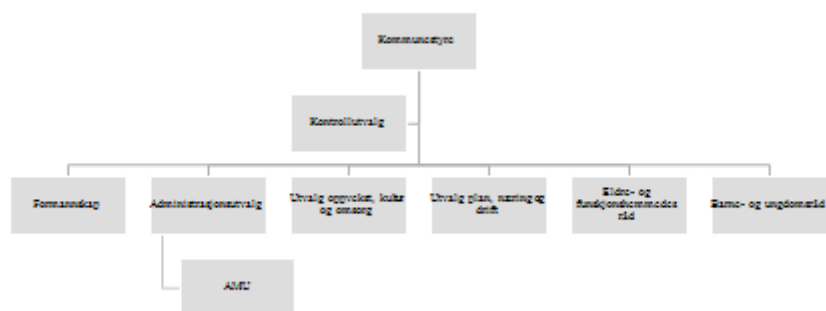 Kommunestyre
Kontrollutvalg
Formannskap
Administrasjonsutvalg
Utvalg oppvekst, kultur
og omsorg
Utvalg plan, næring og
drift
Eldre- og
funksjonshemmedes
råd
Barne- og ungdomsråd
AMU